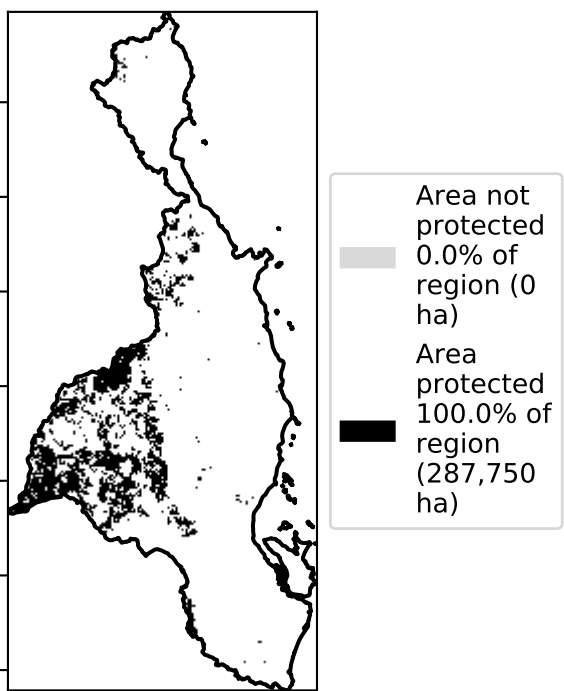 Area not
protected
0.0% of
region (0
ha)
Area
protected
100.0% of
region
(287,750
ha)